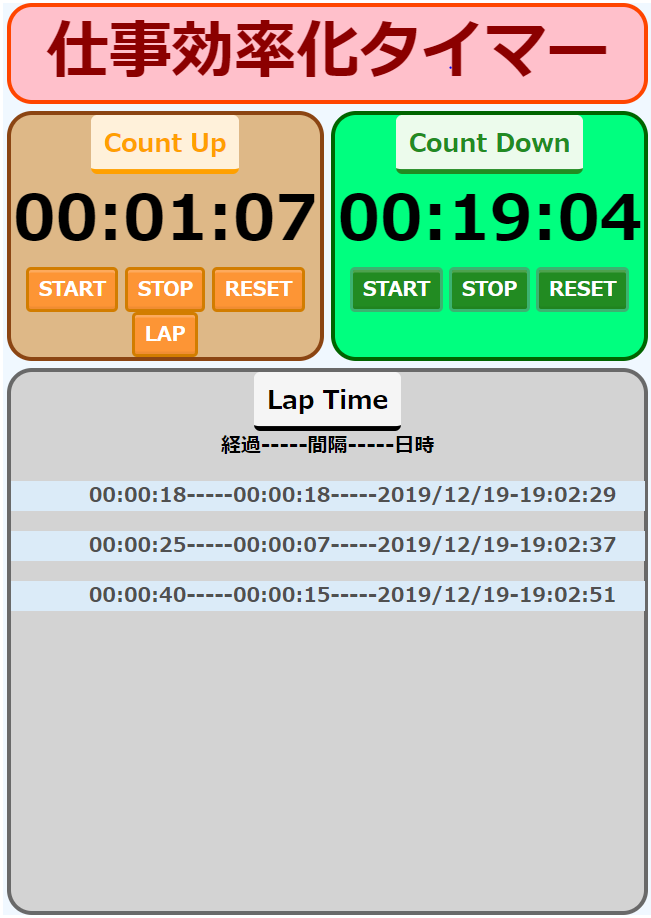 仕事効率化タイマー
Count Up
00:01:07
START STOP RESET
LAP
Count Down
00:19:04
START STOP RESET
Lap Time
経過-----間隔-----日時
00:00:18-----00:00:18-----2019/12/19-19:02:29
00:00:25-----00:00:07-----2019/12/19-19:02:37
00:00:40-----00:00:15-----2019/12/19-19:02:51